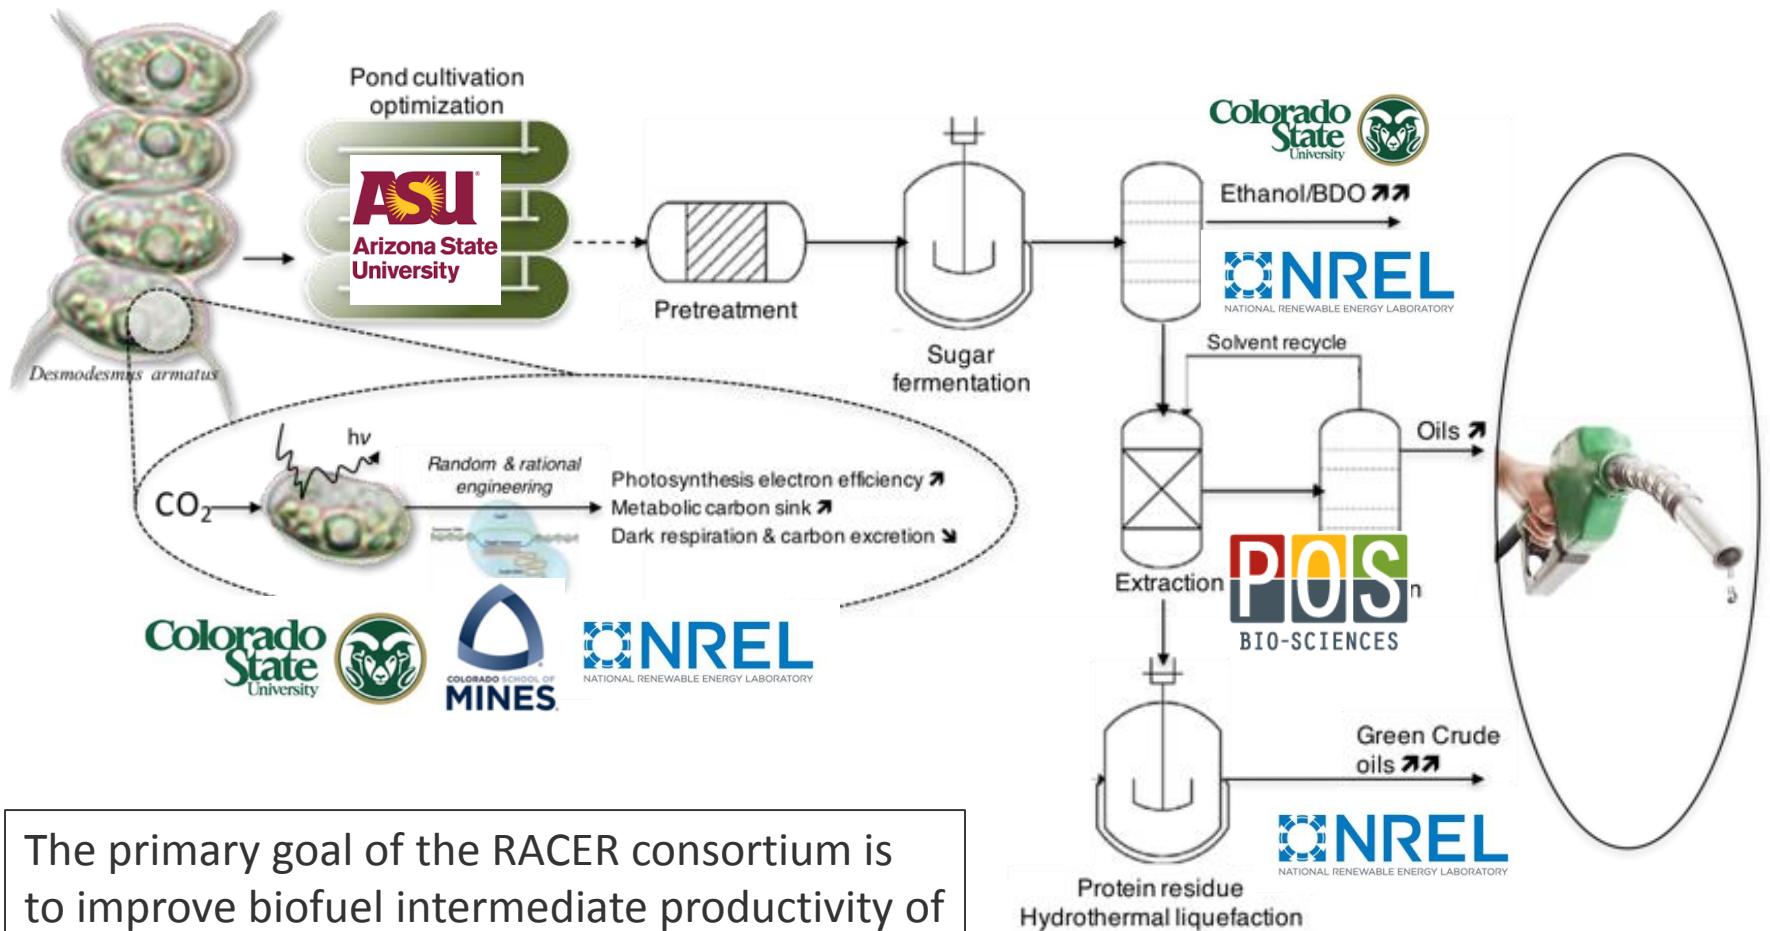 Pond cultivation
optimization
ASU
Arizona State
University
Desmodesmus armatus
Pretreatment
Sugar
fermentation
Colorado
State
University
Ethanol/BDO ↗↗
NREL
NATIONAL RENEWABLE ENERGY LABORATORY
Solvent recycle
Oils ↗
Extraction
n
POS
BIO-SCIENCES
hν
CO₂
Random & rational
engineering
Photosynthesis electron efficiency ↗
Metabolic carbon sink ↗
Dark respiration & carbon excretion ↘
Colorado
State
University
COLORADO SCHOOL OF
MINES
NREL
NATIONAL RENEWABLE ENERGY LABORATORY
Green Crude
oils ↗↗
NREL
NATIONAL RENEWABLE ENERGY LABORATORY
Protein residue
Hydrothermal liquefaction
The primary goal of the RACER consortium is
to improve biofuel intermediate productivity of